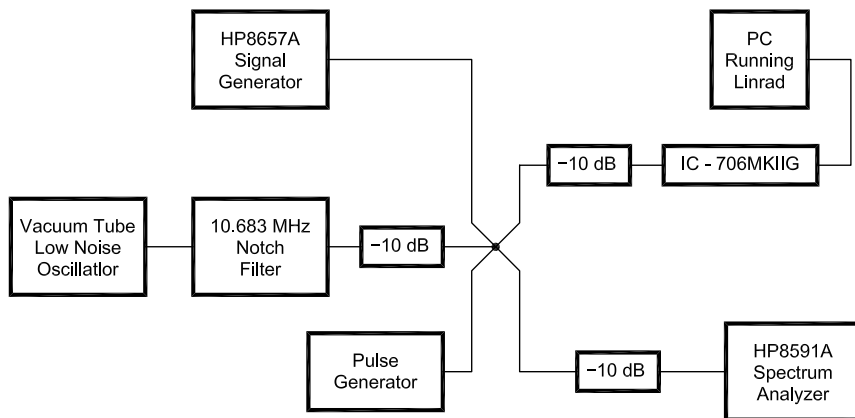 HP8657A
Signal
Generator
PC
Running
Linrad
−10 dB
IC - 706MKIIG
Vacuum Tube
Low Noise
Oscillatlor
10.683 MHz
Notch
Filter
−10 dB
Pulse
Generator
−10 dB
HP8591A
Spectrum
Analyzer